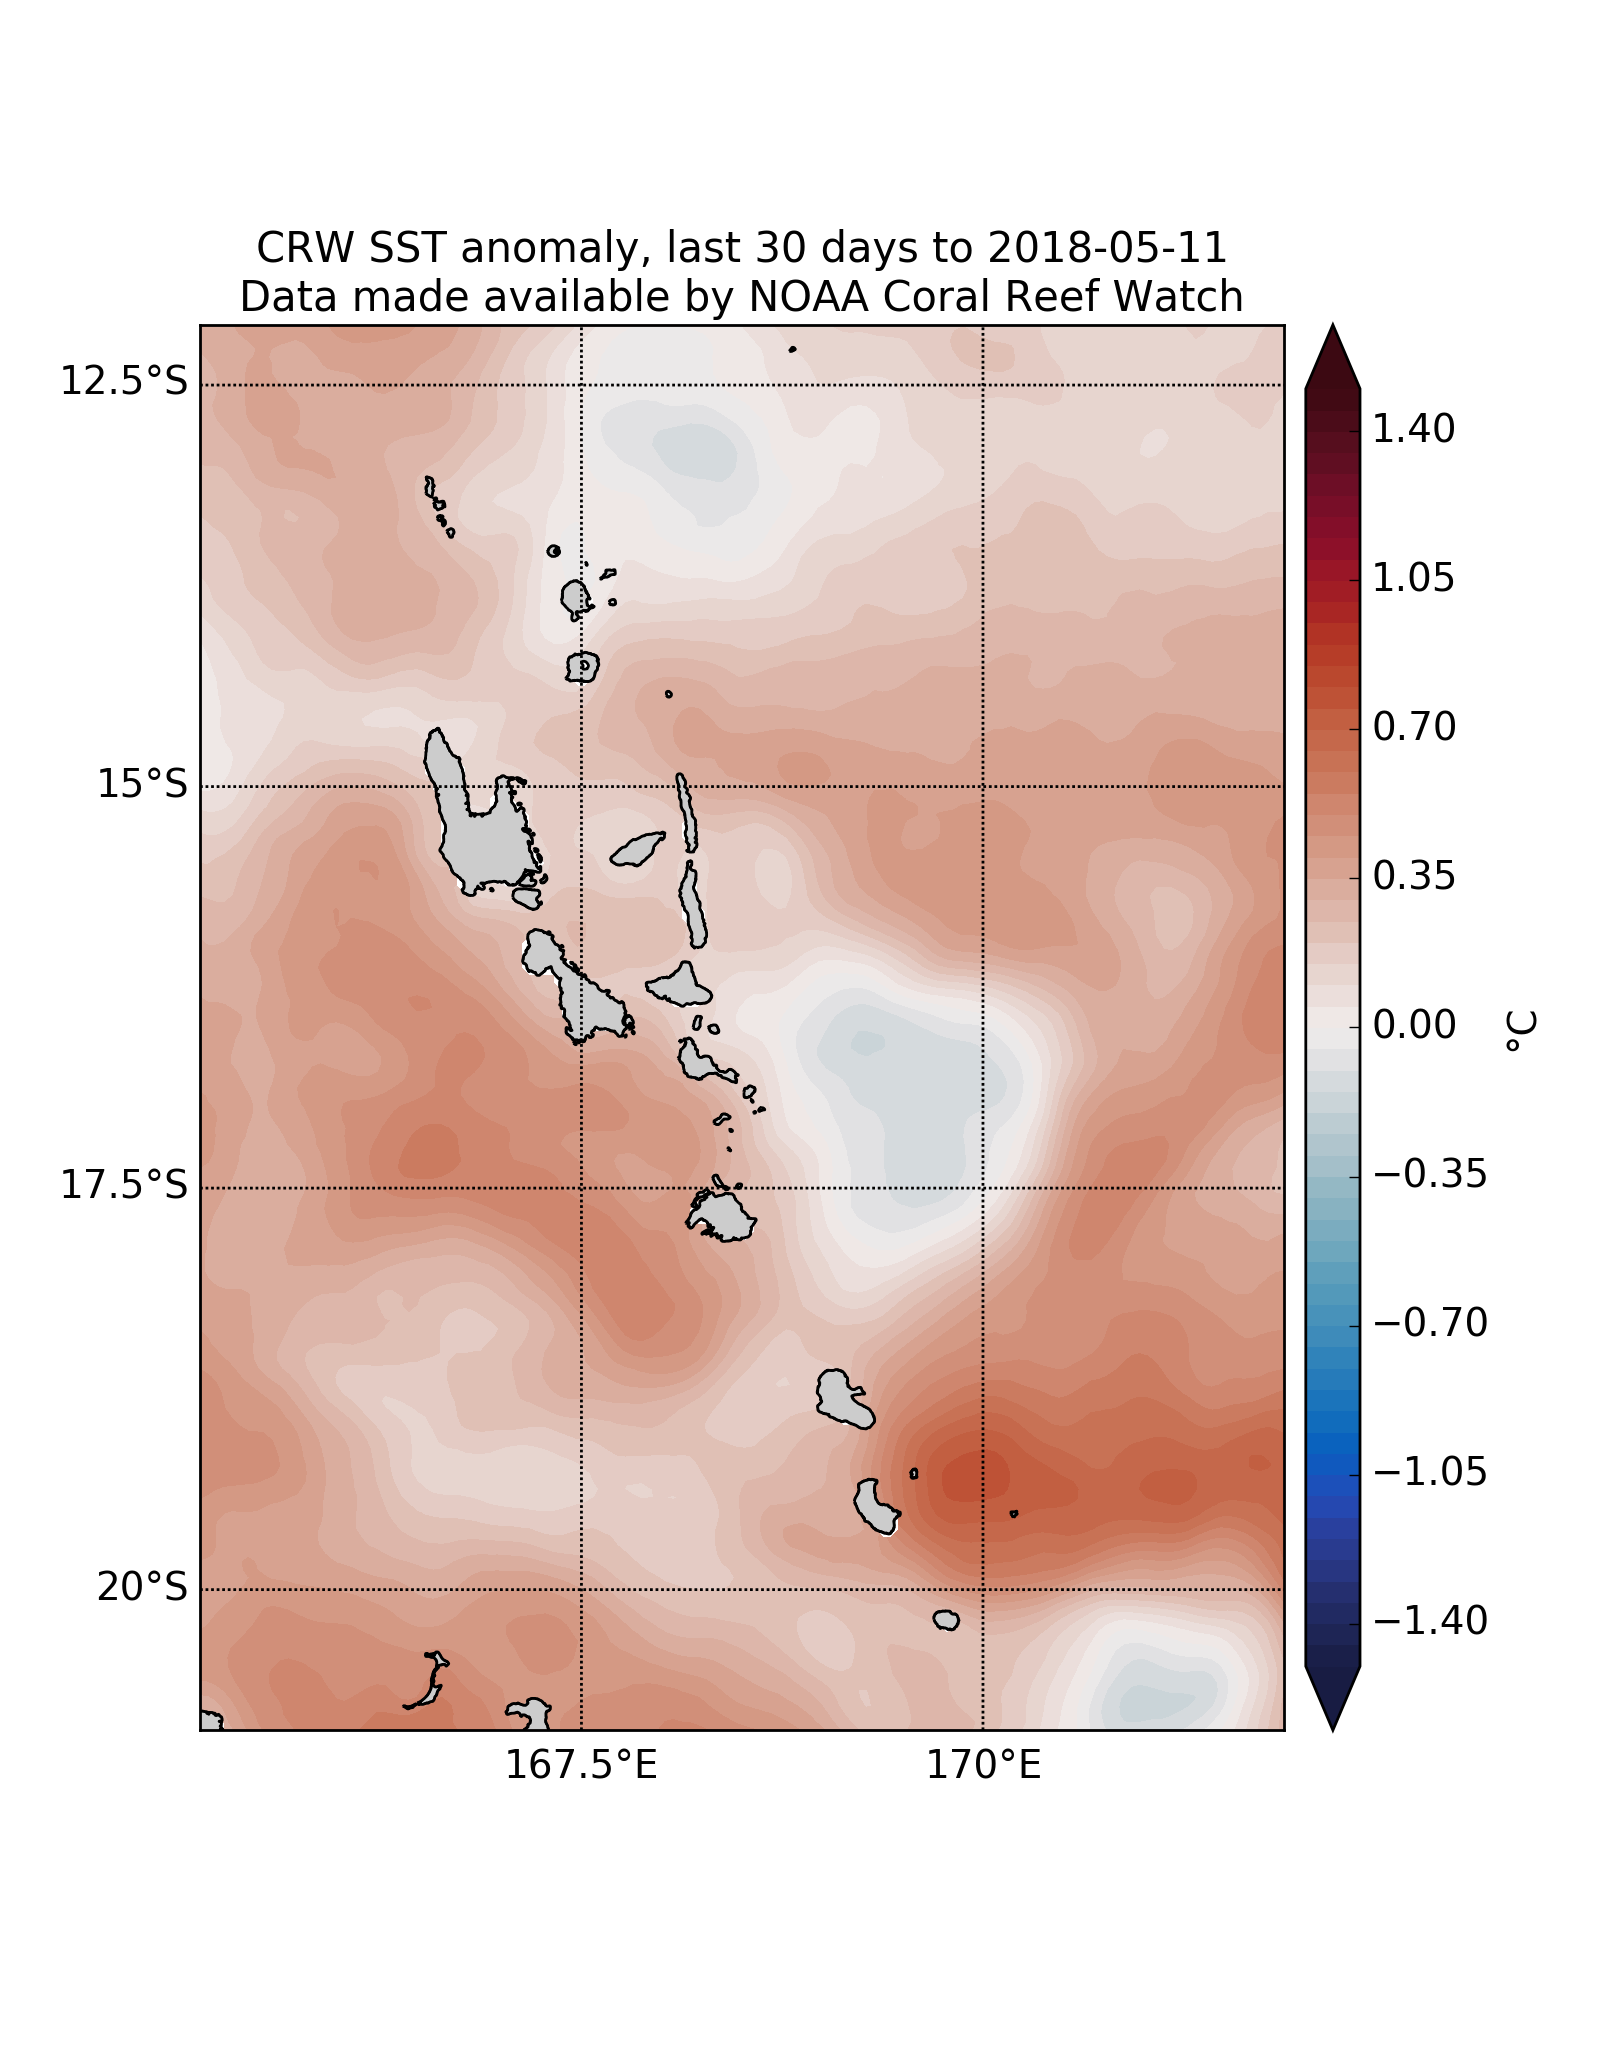 CRW SST anomaly, last 30 days to 2018-05-11
Data made available by NOAA Coral Reef Watch
12.5°S
15°S
17.5°S
20°S
167.5°E
170°E
1.40
1.05
0.70
0.35
0.00
−0.35
−0.70
−1.05
−1.40
°C